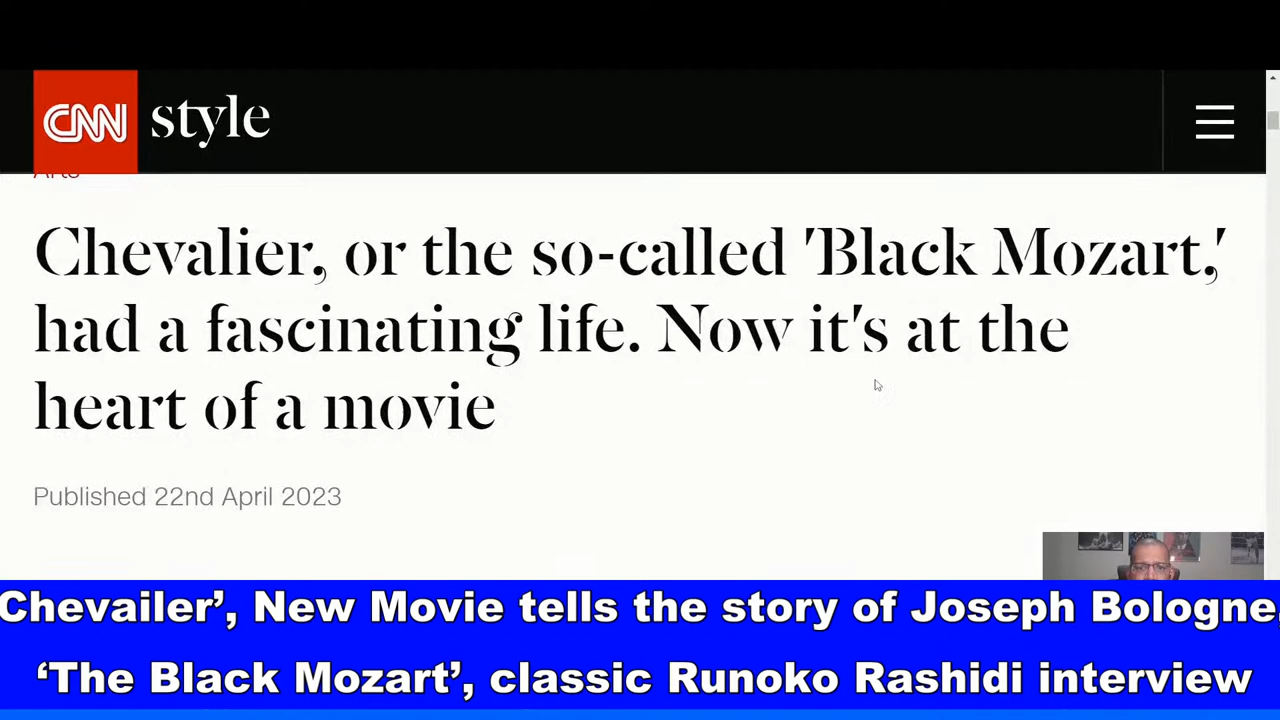 CNN style
Arts
Chevalier, or the so-called 'Black Mozart,'
had a fascinating life. Now it's at the
heart of a movie
Published 22nd April 2023
Chevailer’, New Movie tells the story of Joseph Bologne,
‘The Black Mozart’, classic Runoko Rashidi interview